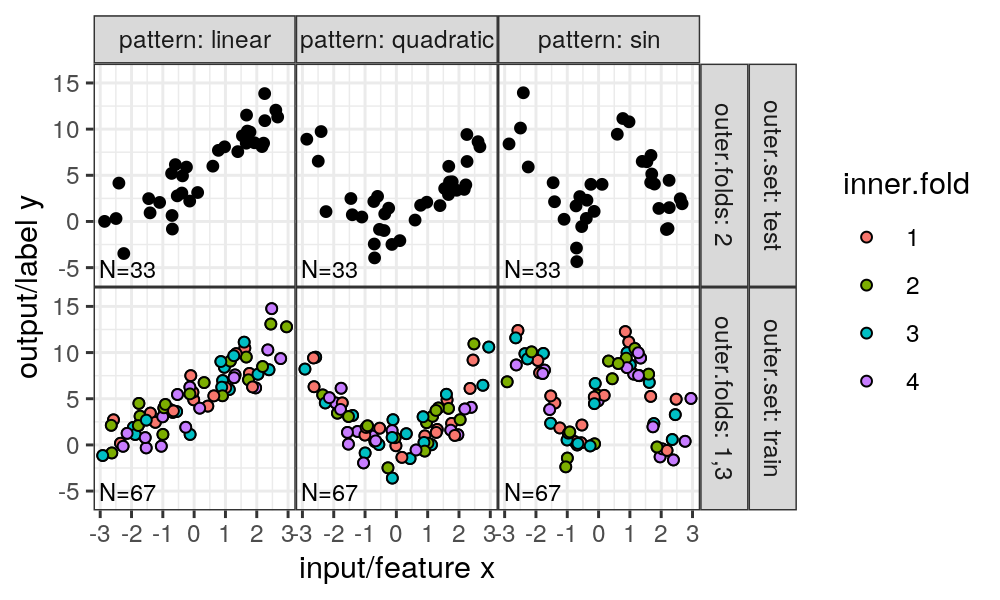 pattern: linear
pattern: quadratic
pattern: sin
output/label y
15
10
5
0
-5
N=33
N=33
N=33
outer.folds: 2
outer.set: test
15
10
5
0
-5
N=67
N=67
N=67
outer.folds: 1,3
outer.set: train
-3 -2 -1 0 1 2 3
-3 -2 -1 0 1 2 3
-3 -2 -1 0 1 2 3
input/feature x
inner.fold
1
2
3
4